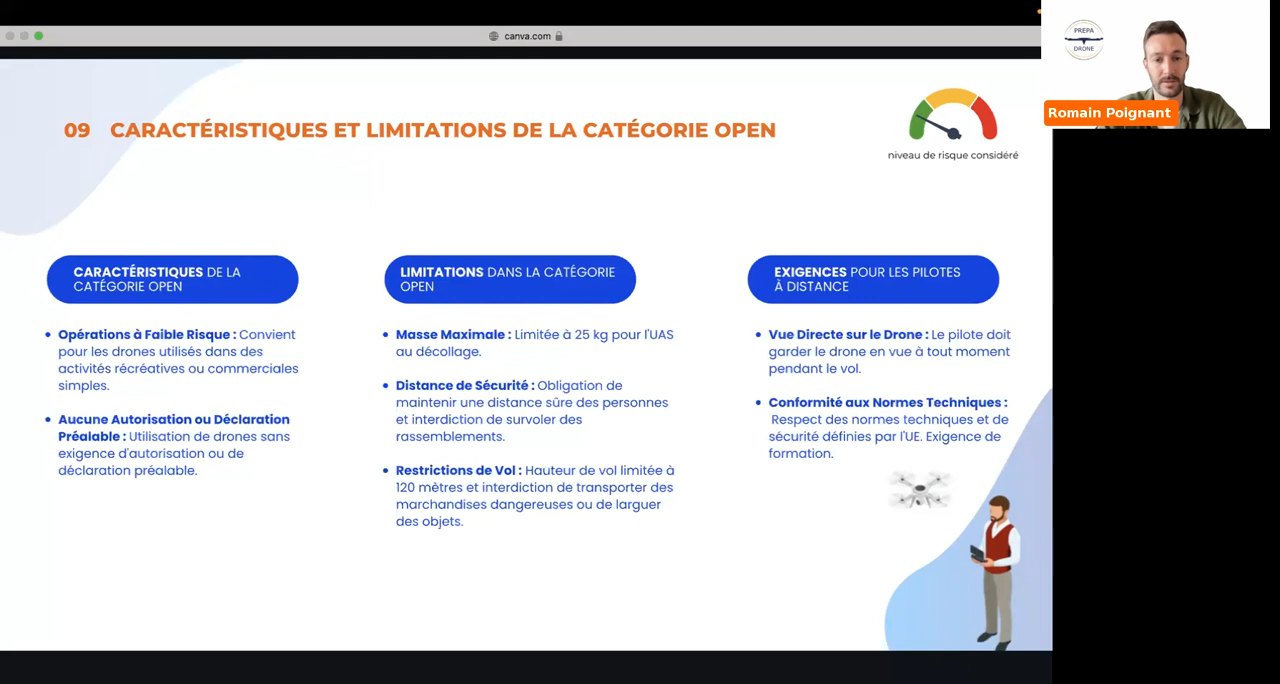 canva.com
PREPA
DRONE
Romain Poignant
09 CARACTÉRISTIQUES ET LIMITATIONS DE LA CATÉGORIE OPEN
niveau de risque considéré
CARACTÉRISTIQUES DE LA
CATÉGORIE OPEN
• Opérations à Faible Risque : Convient
pour les drones utilisés dans des
activités récréatives ou commerciales
simples.
• Aucune Autorisation ou Déclaration
Préalable : Utilisation de drones sans
exigence d'autorisation ou de
déclaration préalable.
LIMITATIONS DANS LA CATÉGORIE
OPEN
• Masse Maximale : Limitée à 25 kg pour l'UAS
au décollage.
• Distance de Sécurité : Obligation de
maintenir une distance sûre des personnes
et interdiction de survoler des
rassemblements.
• Restrictions de Vol : Hauteur de vol limitée à
120 mètres et interdiction de transporter des
marchandises dangereuses ou de larguer
des objets.
EXIGENCES POUR LES PILOTES
À DISTANCE
• Vue Directe sur le Drone : Le pilote doit
garder le drone en vue à tout moment
pendant le vol.
• Conformité aux Normes Techniques :
Respect des normes techniques et de
sécurité définies par l'UE. Exigence de
formation.